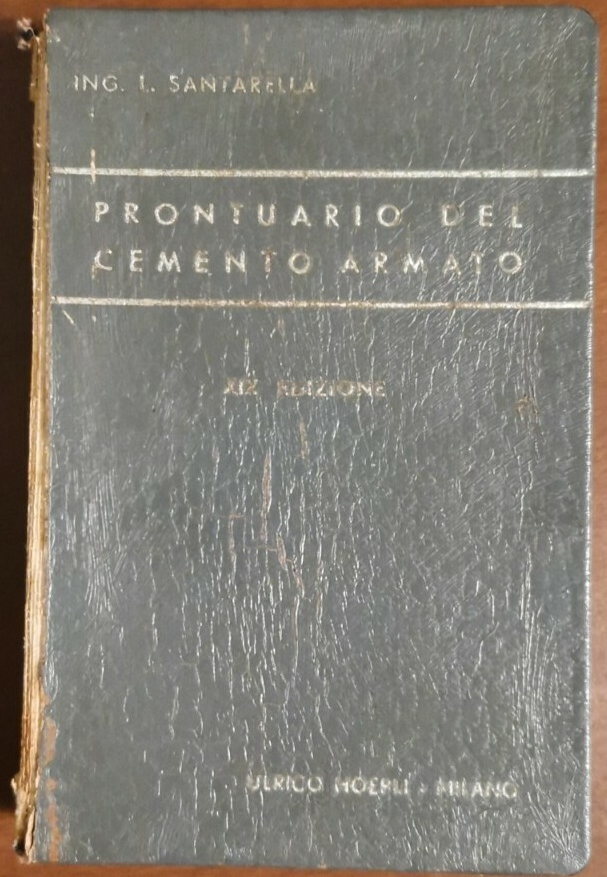 ING. L. SANTARELLA
PRONTUARIO DEL
CEMENTO ARMATO
XIX EDIZIONE
ULRICO HOEPLI - MILANO